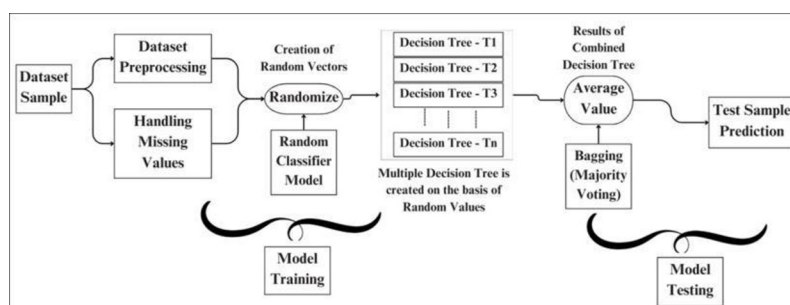 Dataset
Sample
Dataset
Preprocessing
Handling
Missing
Values
Creation of
Random Vectors
Randomize
Random
Classifier
Model
Decision Tree - T1
Decision Tree - T2
Decision Tree - T3
Decision Tree - Tn
Multiple Decision Tree is
created on the basis of
Random Values
Results of
Combined
Decision Tree
Average
Value
Bagging
(Majority
Voting)
Test Sample
Prediction
Model
Training
Model
Testing